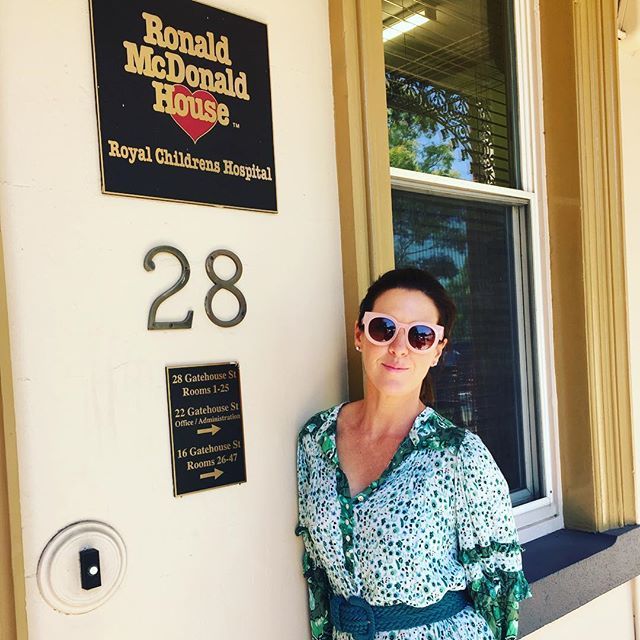 Ronald
McDonald
House™
Royal Childrens Hospital
28
28 Gatehouse St
Rooms 1-25
22 Gatehouse St
Office / Administration
16 Gatehouse St
Rooms 26-47